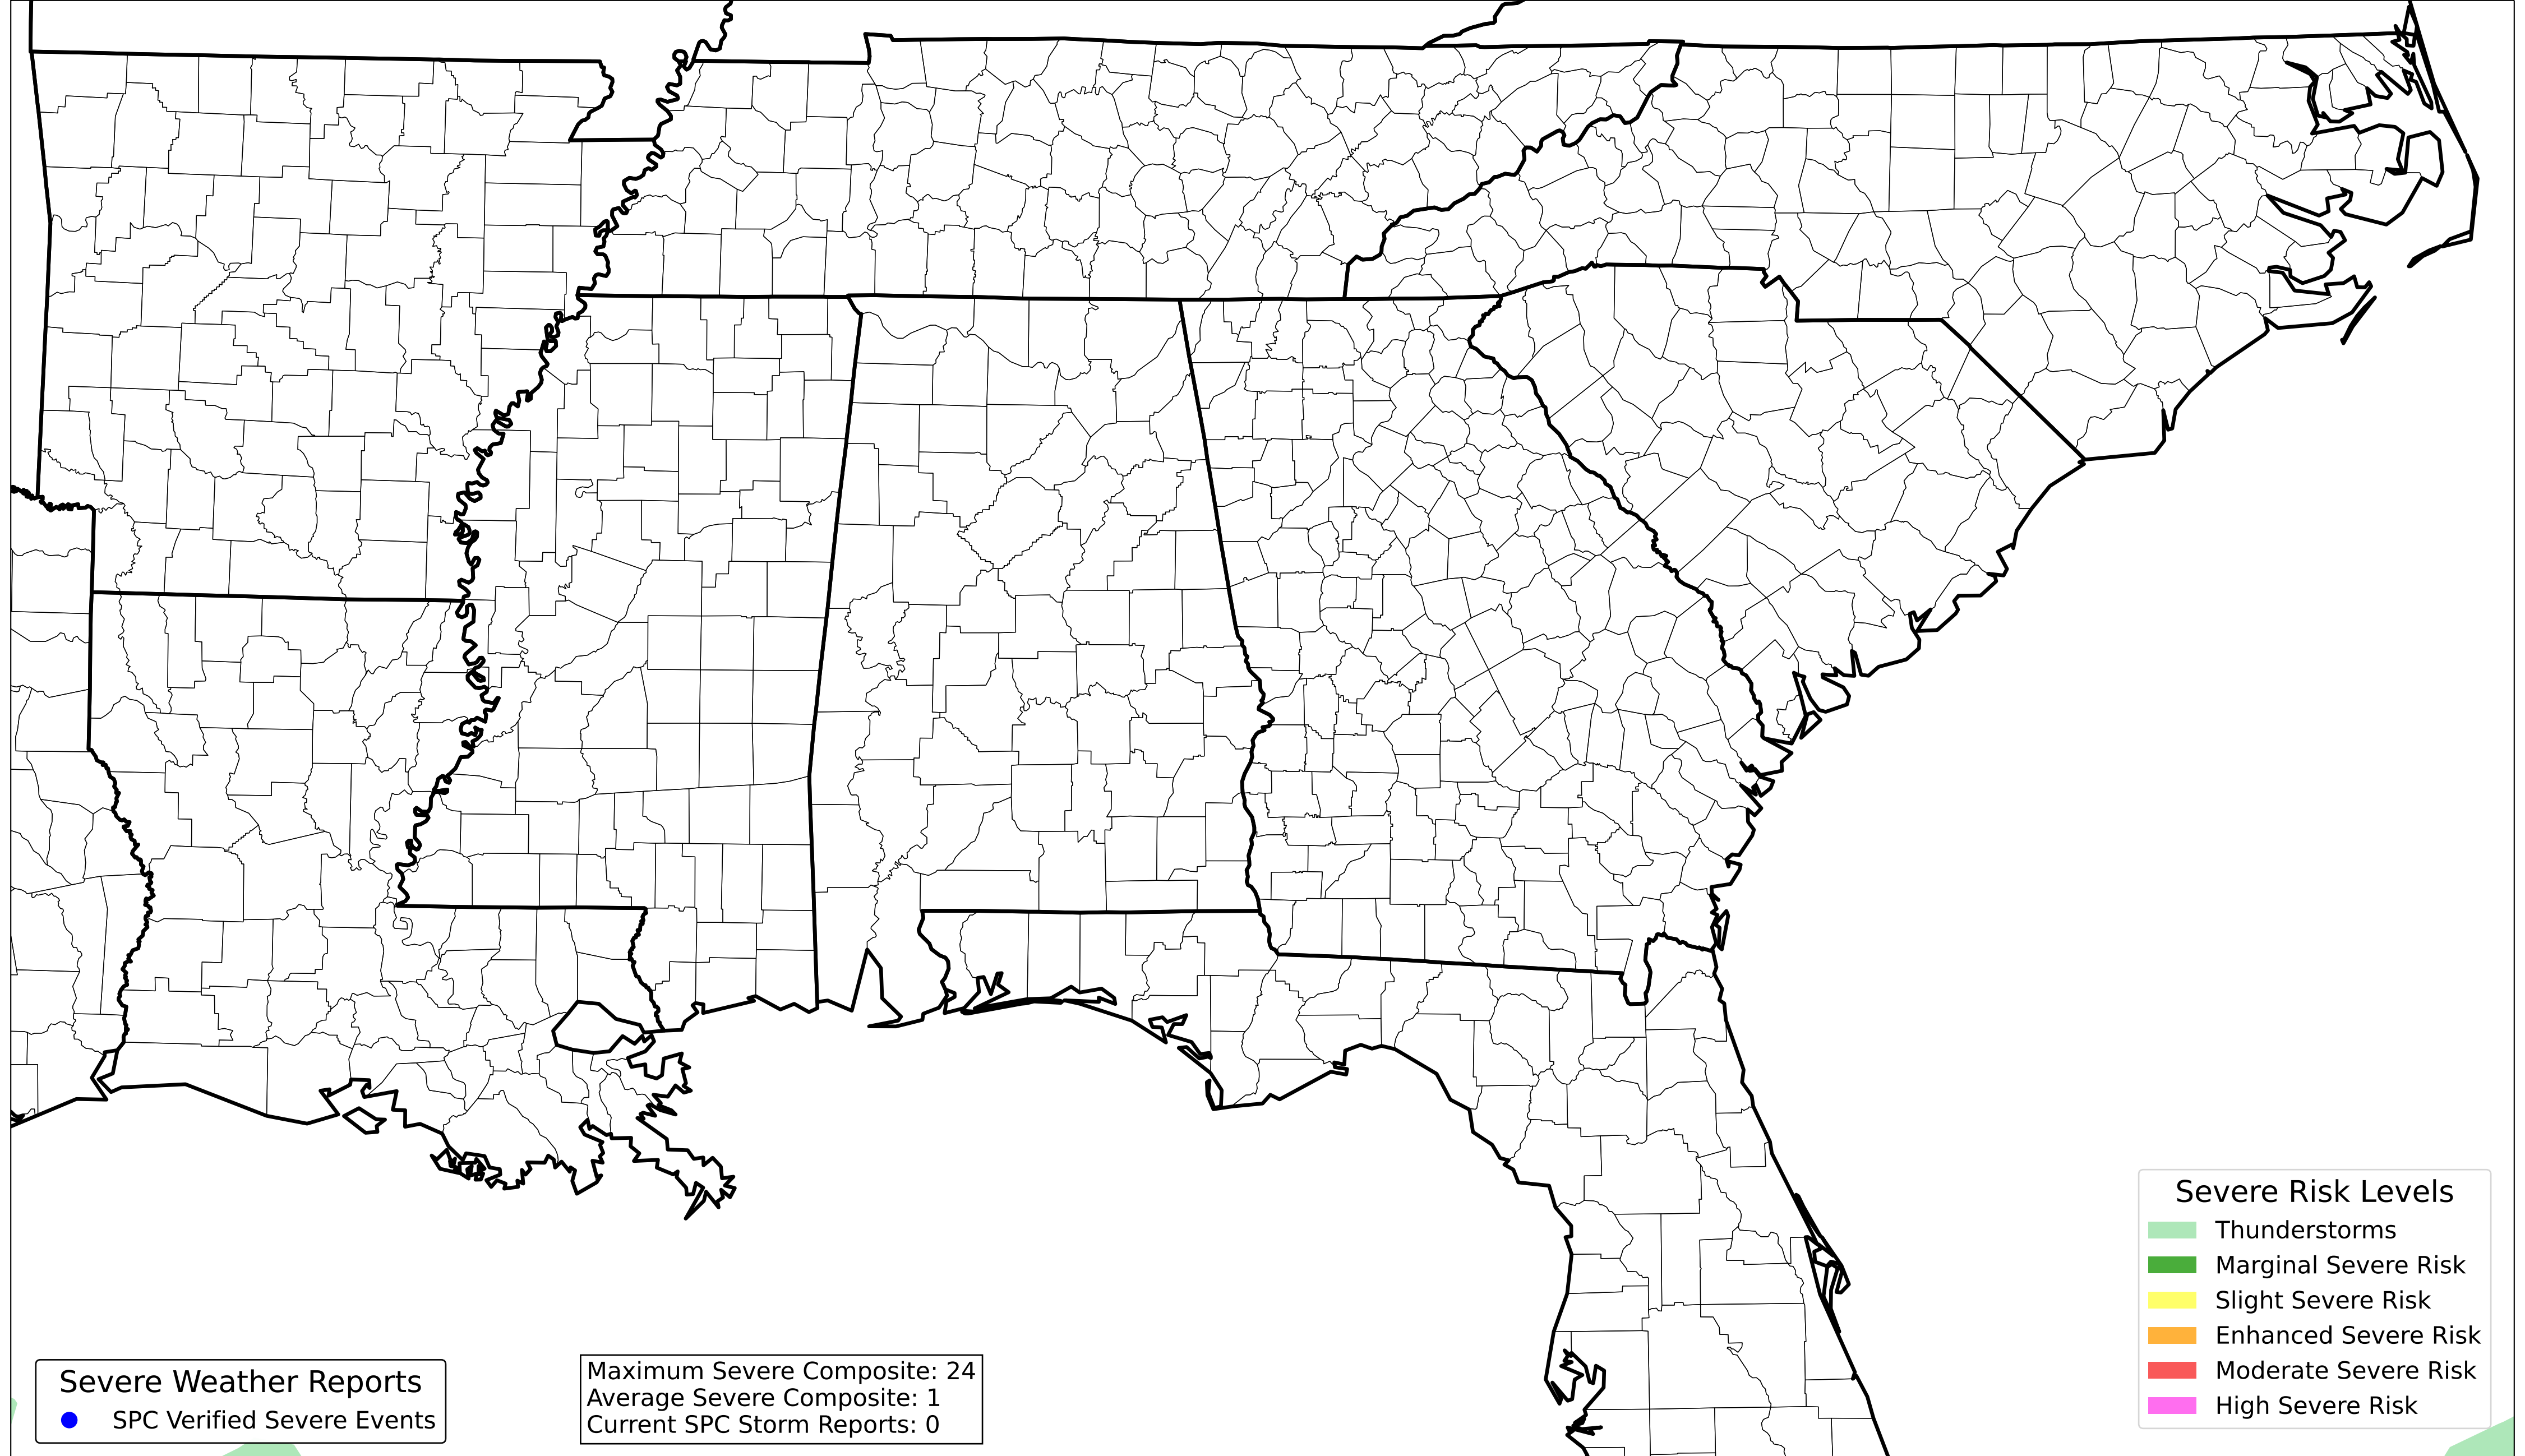 Severe Risk Levels
Thunderstorms
Marginal Severe Risk
Slight Severe Risk
Enhanced Severe Risk
Moderate Severe Risk
High Severe Risk
Severe Weather Reports
SPC Verified Severe Events
Maximum Severe Composite: 24
Average Severe Composite: 1
Current SPC Storm Reports: 0